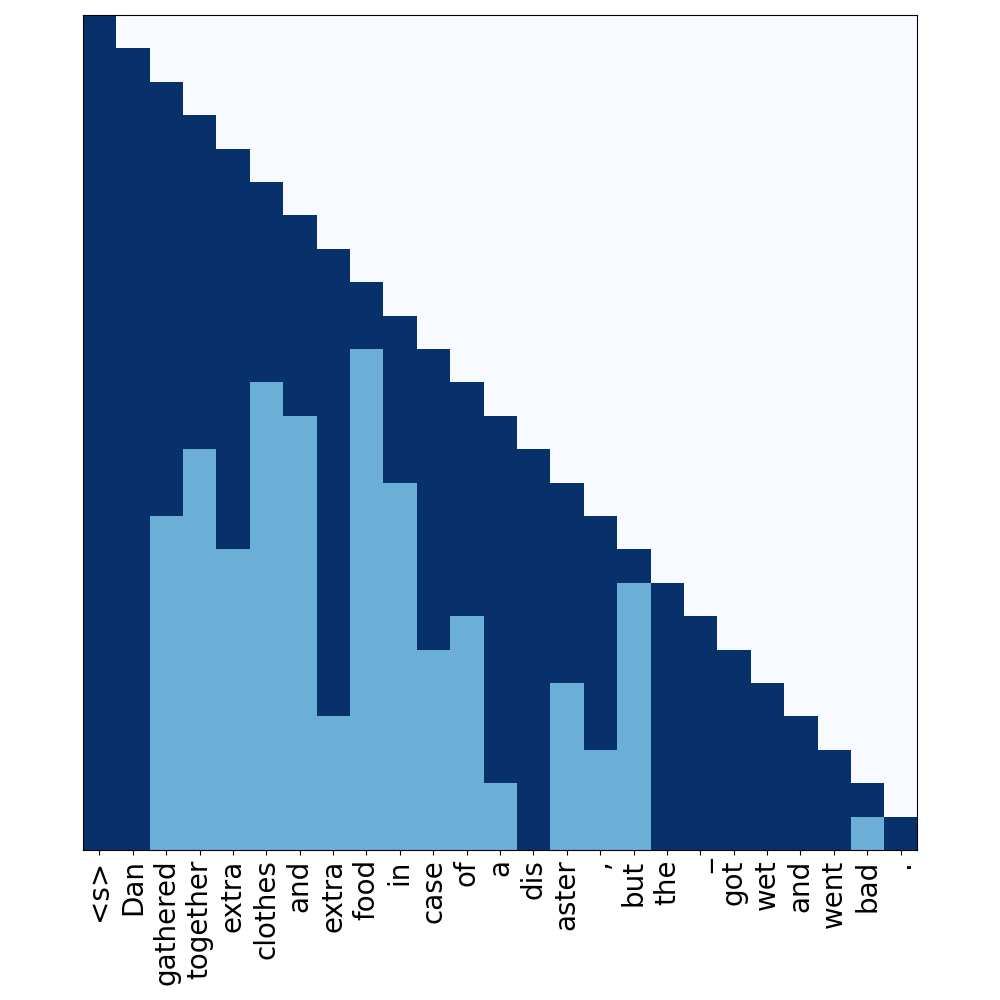 <s> Dan gathered together extra clothes and extra food in case of a dis aster , but the _ got wet and went bad .